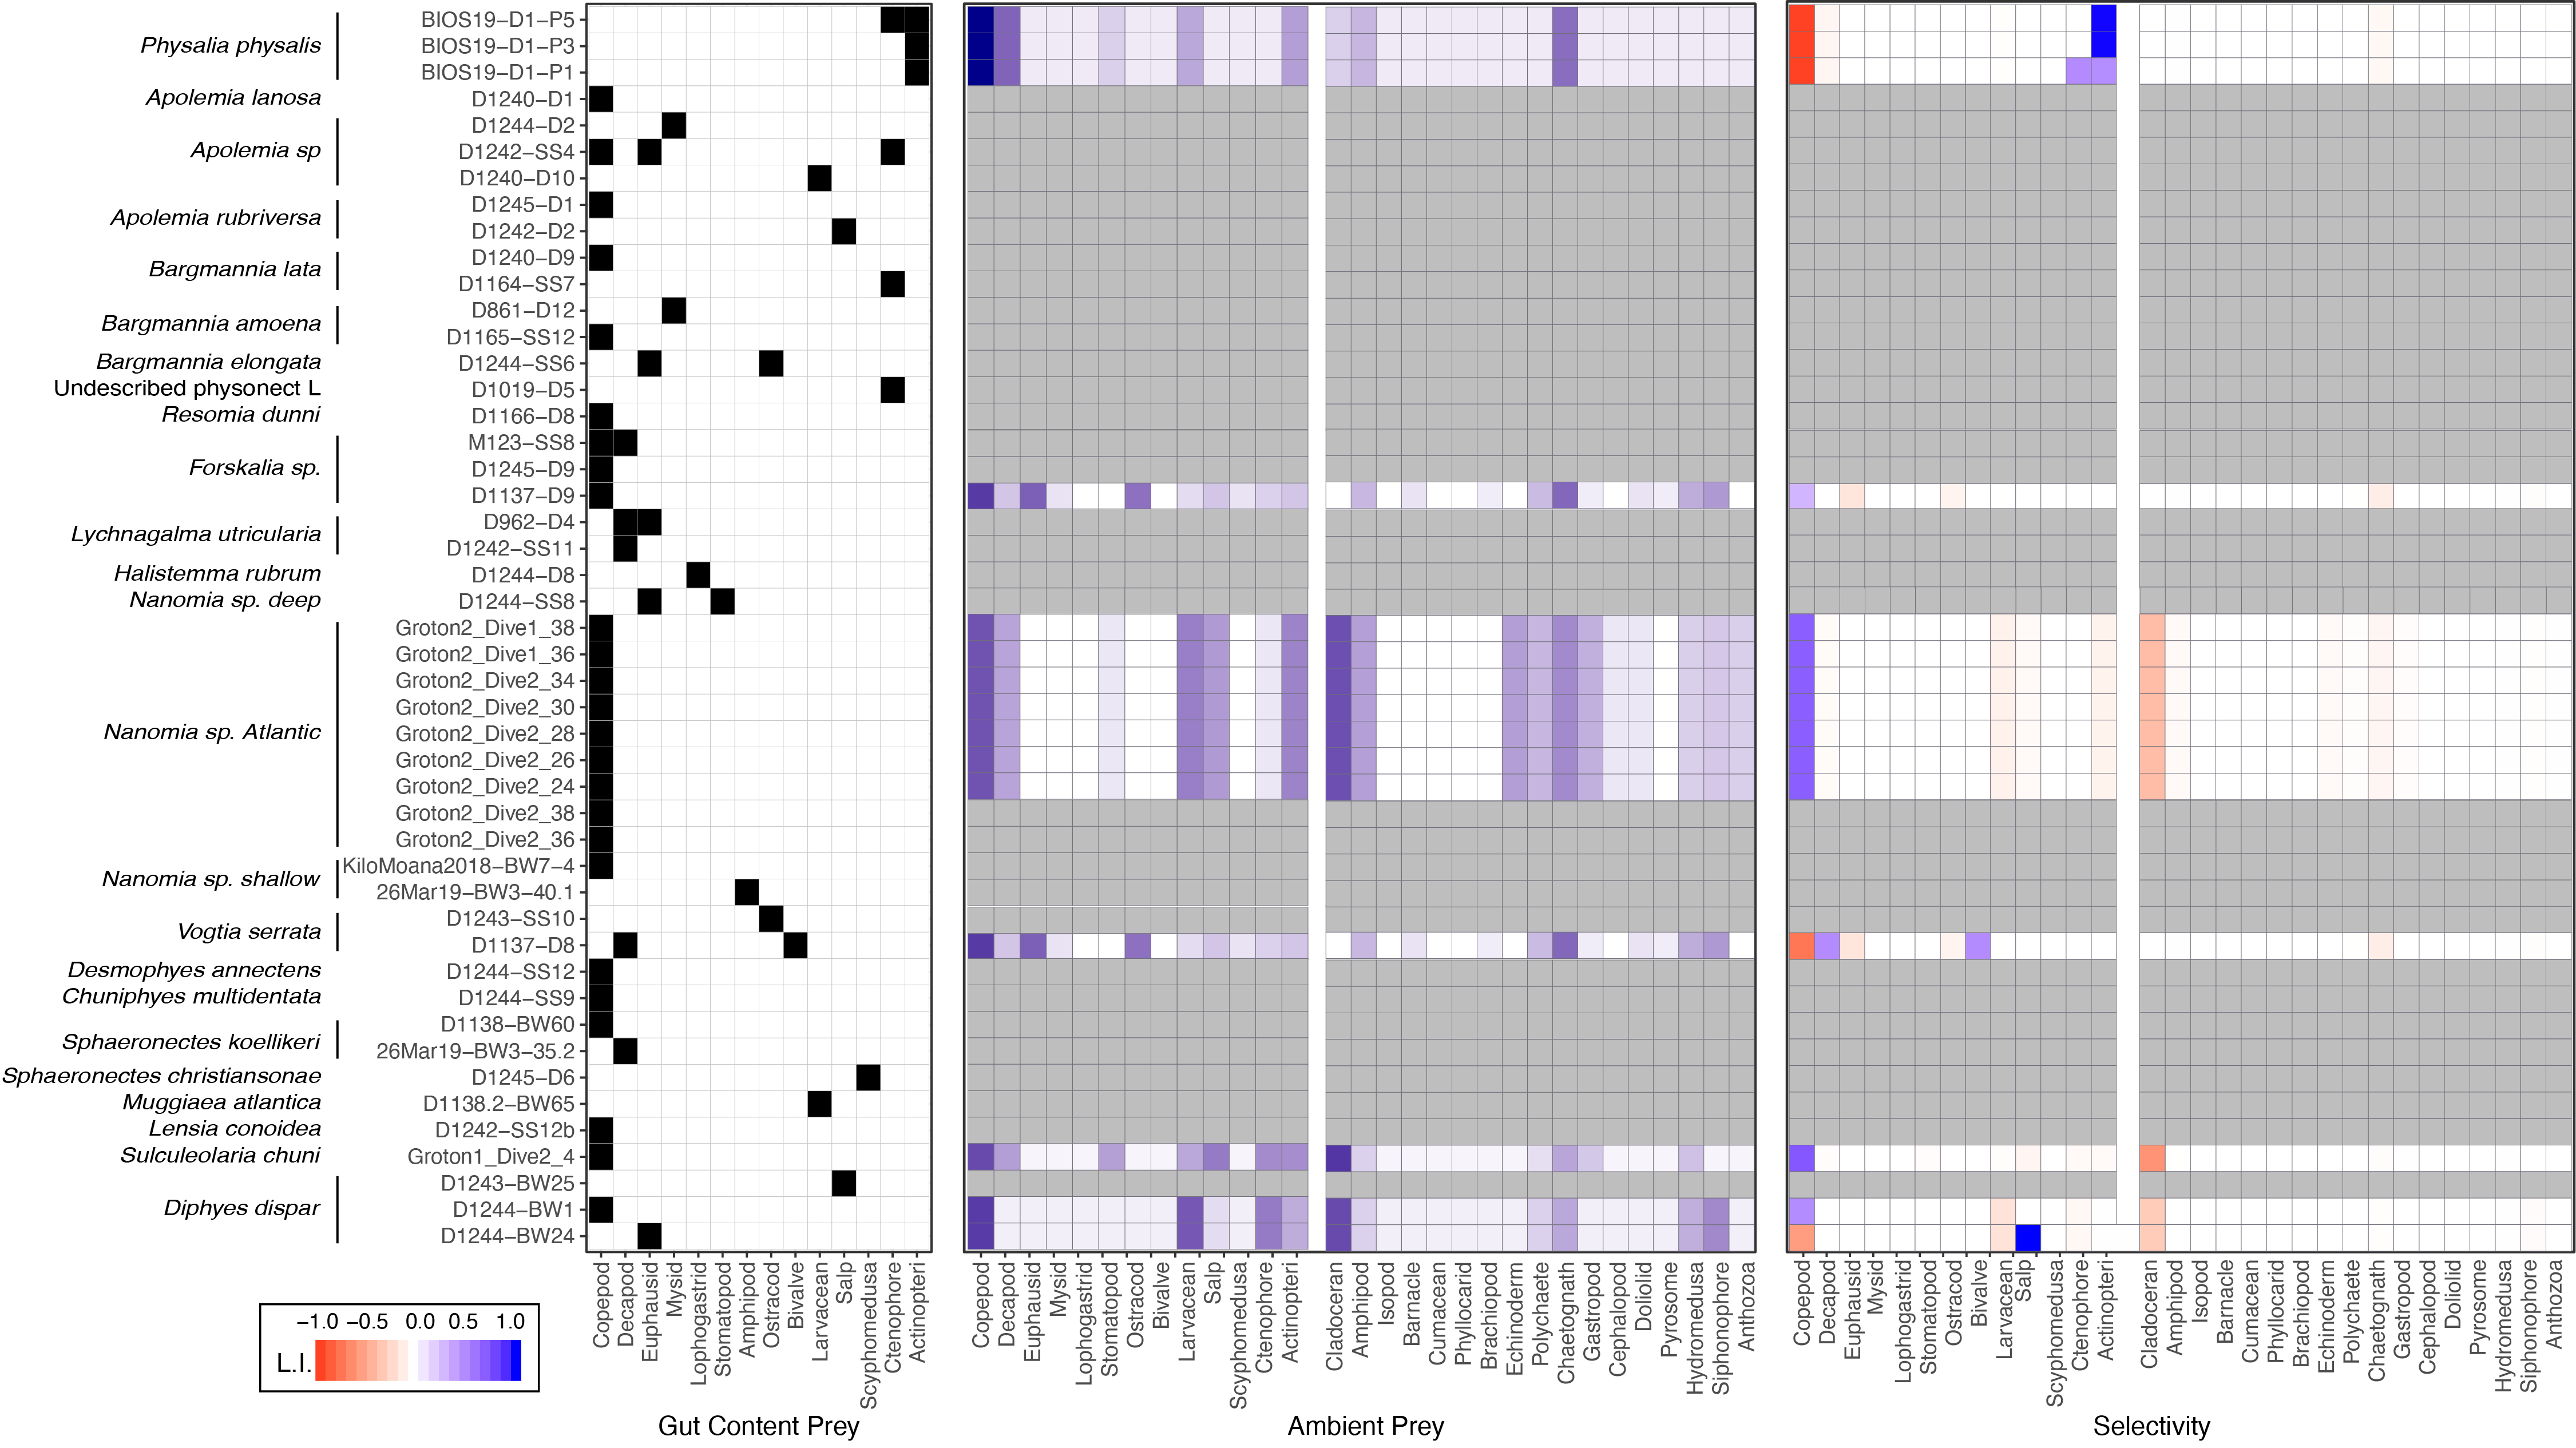 Physalia physalis
Apolemia lanosa
Apolemia sp
Apolemia rubriversa
Bargmannia lata
Bargmannia amoena
Bargmannia elongata
Undescribed physonect L
Resomia dunni
Forskalia sp.
Lychnagalma utricularia
Halistemma rubrum
Nanomia sp. deep
Nanomia sp. Atlantic
Nanomia sp. shallow
Vogtia serrata
Desmophyes annectens
Chuniphyes multidentata
Sphaeronectes koellikeri
Sphaeronectes christiansonae
Muggiaea atlantica
Lensia conoidea
Sulculeolaria chuni
Diphyes dispar
BIOS19−D1−P5
BIOS19−D1−P3
BIOS19−D1−P1
D1240−D1
D1244−D2
D1242−SS4
D1240−D10
D1245−D1
D1242−D2
D1240−D9
D1164−SS7
D861−D12
D1165−SS12
D1244−SS6
D1019−D5
D1166−D8
M123−SS8
D1245−D9
D1137−D9
D962−D4
D1242−SS11
D1244−D8
D1244−SS8
Groton2_Dive1_38
Groton2_Dive1_36
Groton2_Dive2_34
Groton2_Dive2_30
Groton2_Dive2_28
Groton2_Dive2_26
Groton2_Dive2_24
Groton2_Dive2_38
Groton2_Dive2_36
KiloMoana2018−BW7−4
26Mar19−BW3−40.1
D1243−SS10
D1137−D8
D1244−SS12
D1244−SS9
D1138−BW60
26Mar19−BW3−35.2
D1245−D6
D1138.2−BW65
D1242−SS12b
Groton1_Dive2_4
D1243−BW25
D1244−BW1
D1244−BW24
Copepod
Decapod
Euphausid
Mysid
Lophogastrid
Stomatopod
Amphipod
Ostracod
Bivalve
Larvacean
Salp
Scyphomedusa
Ctenophore
Actinopteri
Gut Content Prey
Copepod
Decapod
Euphausid
Mysid
Lophogastrid
Stomatopod
Ostracod
Bivalve
Larvacean
Salp
Scyphomedusa
Ctenophore
Actinopteri
Cladoceran
Amphipod
Isopod
Barnacle
Cumacean
Phyllocarid
Brachiopod
Echinoderm
Polychaete
Chaetognath
Gastropod
Cephalopod
Doliolid
Pyrosome
Hydromedusa
Siphonophore
Anthozoa
Ambient Prey
Copepod
Decapod
Euphausid
Mysid
Lophogastrid
Stomatopod
Ostracod
Bivalve
Larvacean
Salp
Scyphomedusa
Ctenophore
Actinopteri
Cladoceran
Amphipod
Isopod
Barnacle
Cumacean
Phyllocarid
Brachiopod
Echinoderm
Polychaete
Chaetognath
Gastropod
Cephalopod
Doliolid
Pyrosome
Hydromedusa
Siphonophore
Anthozoa
Selectivity
−1.0 −0.5 0.0 0.5 1.0
L.I.